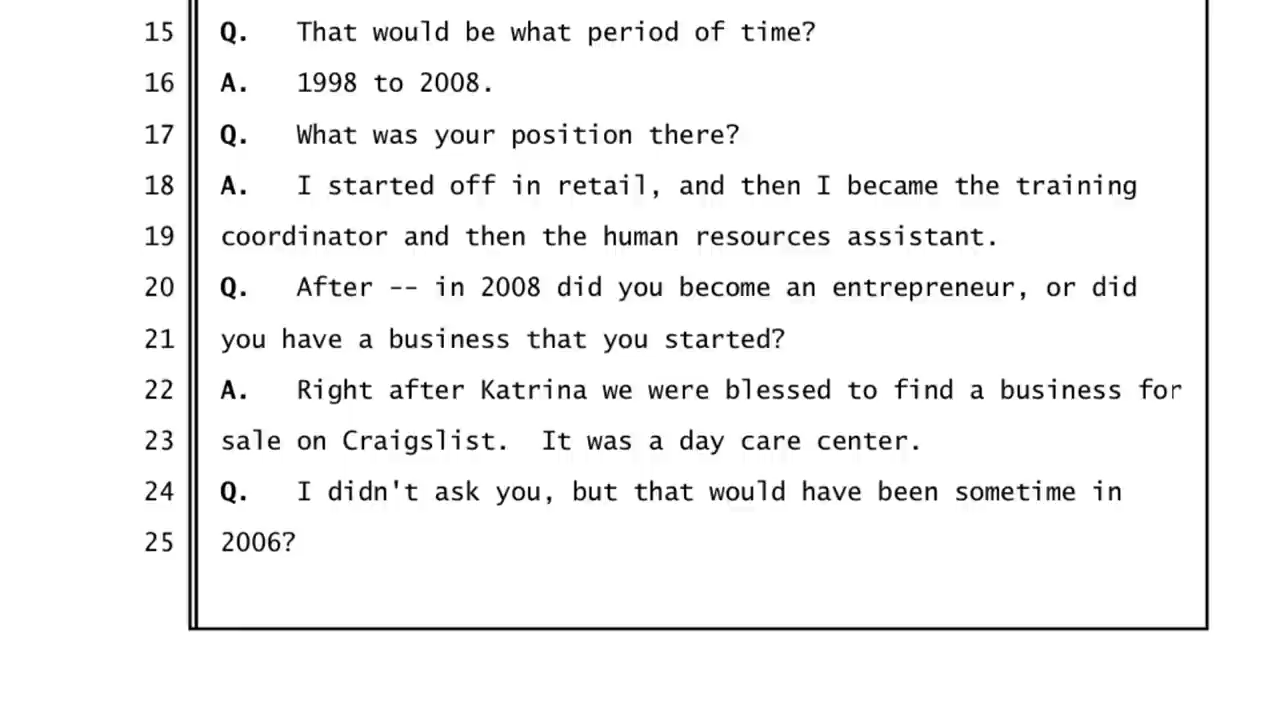 15 Q. That would be what period of time?
16 A. 1998 to 2008.
17 Q. What was your position there?
18 A. I started off in retail, and then I became the training
19 coordinator and then the human resources assistant.
20 Q. After -- in 2008 did you become an entrepreneur, or did
21 you have a business that you started?
22 A. Right after Katrina we were blessed to find a business for
23 sale on Craigslist. It was a day care center.
24 Q. I didn't ask you, but that would have been sometime in
25 2006?